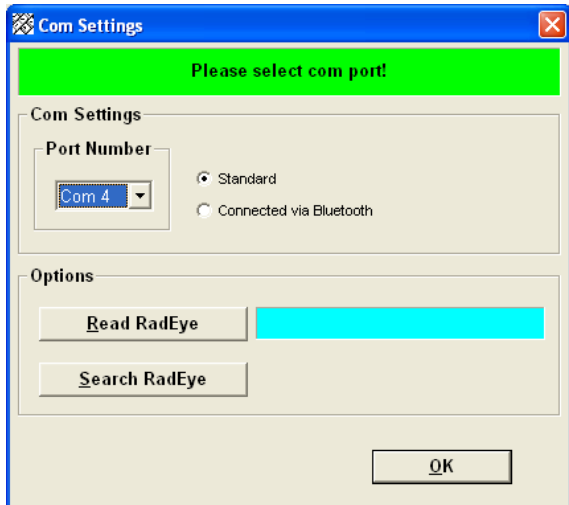 Com Settings
Please select com port!
Com Settings
Port Number
Com 4
Standard
Connected via Bluetooth
Options
Read RadEye
Search RadEye
OK